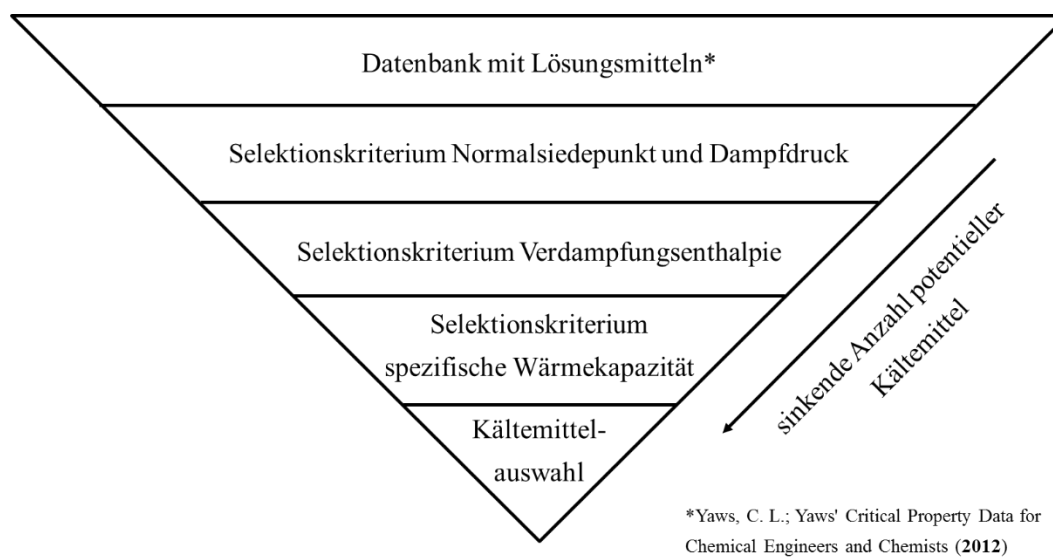 Datenbank mit Lösungsmitteln*
Selektionskriterium Normalsiedepunkt und Dampfdruck
Selektionskriterium Verdampfungsenthalpie
Selektionskriterium
spezifische Wärmekapazität
Kältemittel-
auswahl
sinkende Anzahl potentieller
Kältemittel
*Yaws, C. L.; Yaws' Critical Property Data for
Chemical Engineers and Chemists (2012)